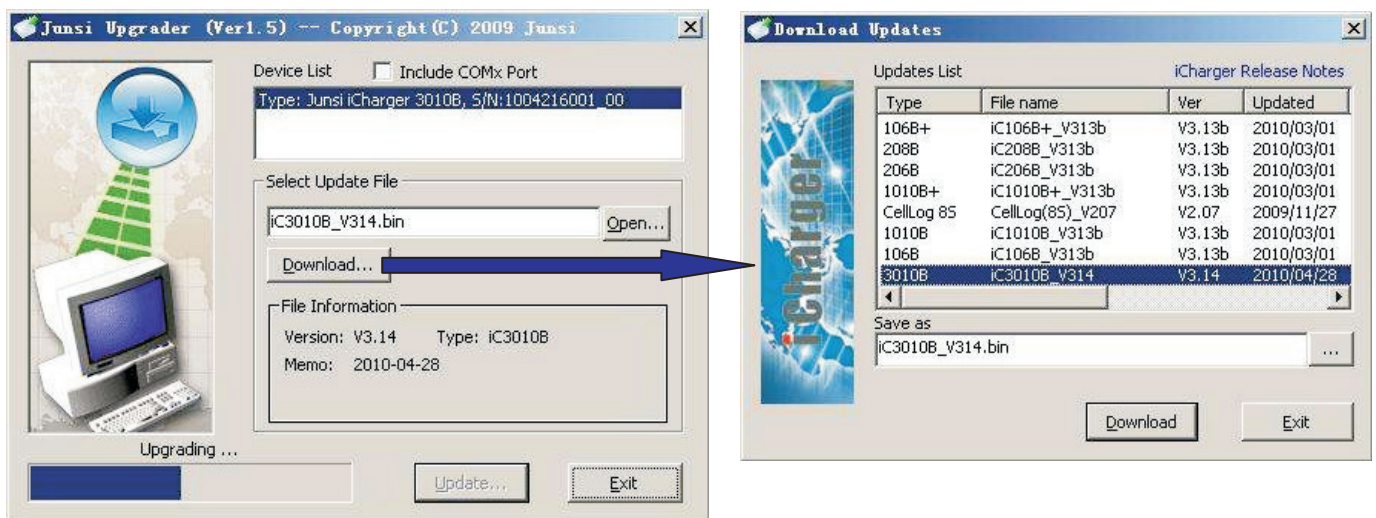 Junsi Upgrader (Ver1.5) -- Copyright(C) 2009 Junsi
Device List Include COMx Port
Type: Junsi iCharger 3010B, S/N:1004216001_00
Select Update File
iC3010B_V314.bin Open...
Download...
File Information
Version: V3.14 Type: iC3010B
Memo: 2010-04-28
Upgrading ...
Update... Exit
Download Updates
iCharger
Updates List iCharger Release Notes
Type File name Ver Updated
106B+ iC106B+_V313b V3.13b 2010/03/01
208B iC208B_V313b V3.13b 2010/03/01
206B iC206B_V313b V3.13b 2010/03/01
1010B+ iC1010B+_V313b V3.13b 2010/03/01
CellLog 8S CellLog(8S)_V207 V2.07 2009/11/27
1010B iC1010B_V313b V3.13b 2010/03/01
106B iC106B_V313b V3.13b 2010/03/01
3010B iC3010B_V314 V3.14 2010/04/28
Save as
iC3010B_V314.bin ...
Download Exit